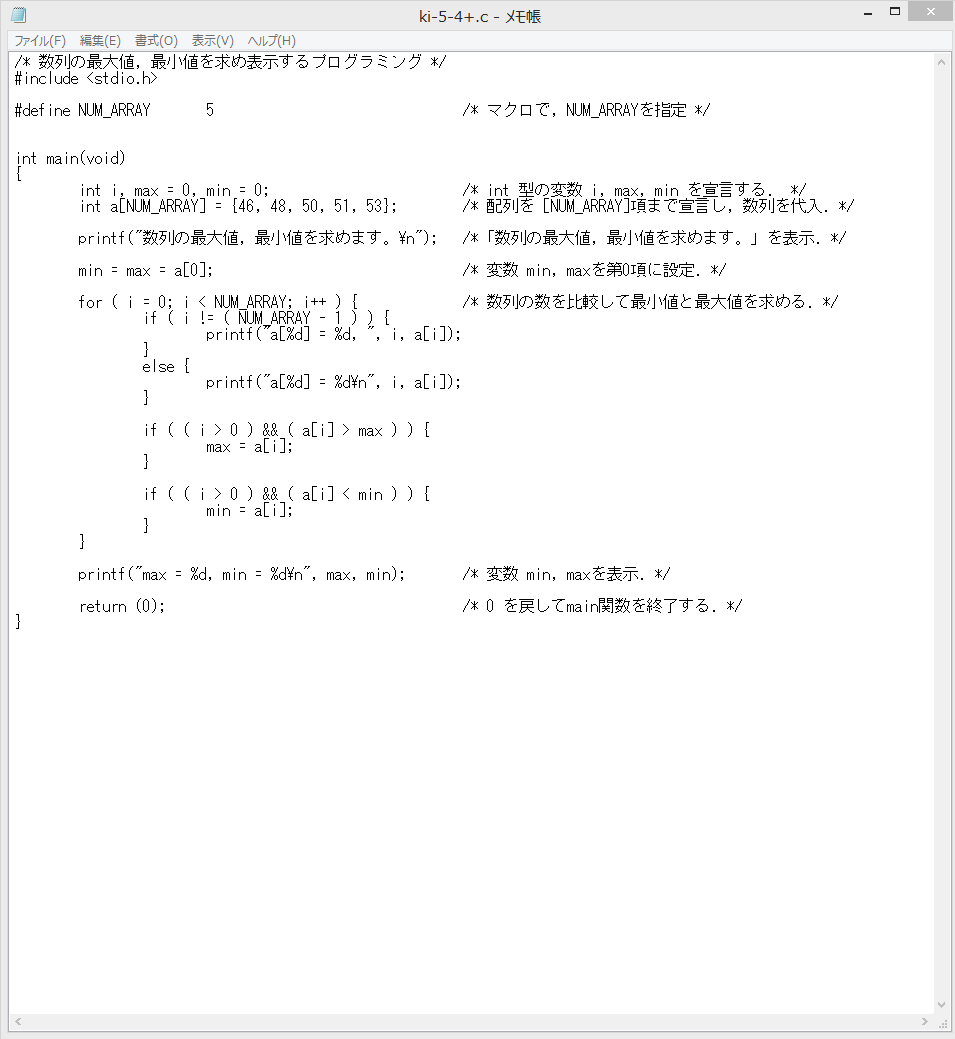 ki-5-4+.c - メモ帳
ファイル(F) 編集(E) 書式(O) 表示(V) ヘルプ(H)
/* 数列の最大値，最小値を求め表示するプログラミング */
#include <stdio.h>
#define NUM_ARRAY 5 /* マクロで，NUM_ARRAYを指定 */
int main(void)
{
int i, max = 0, min = 0; /* int 型の変数 i, max, min を宣言する． */
int a[NUM_ARRAY] = {46, 48, 50, 51, 53}; /* 配列を [NUM_ARRAY]項まで宣言し，数列を代入．*/
printf("数列の最大値，最小値を求めます。¥n"); /*「数列の最大値，最小値を求めます。」を表示．*/
min = max = a[0]; /* 変数 min, maxを第0項に設定．*/
for ( i = 0; i < NUM_ARRAY; i++ ) { /* 数列の数を比較して最小値と最大値を求める．*/
if ( i != ( NUM_ARRAY - 1 ) ) {
printf("a[%d] = %d, ", i, a[i]);
}
else {
printf("a[%d] = %d¥n", i, a[i]);
}
if ( ( i > 0 ) && ( a[i] > max ) ) {
max = a[i];
}
if ( ( i > 0 ) && ( a[i] < min ) ) {
min = a[i];
}
}
printf("max = %d, min = %d¥n", max, min); /* 変数 min, maxを表示．*/
return (0); /* 0 を戻してmain関数を終了する．*/
}